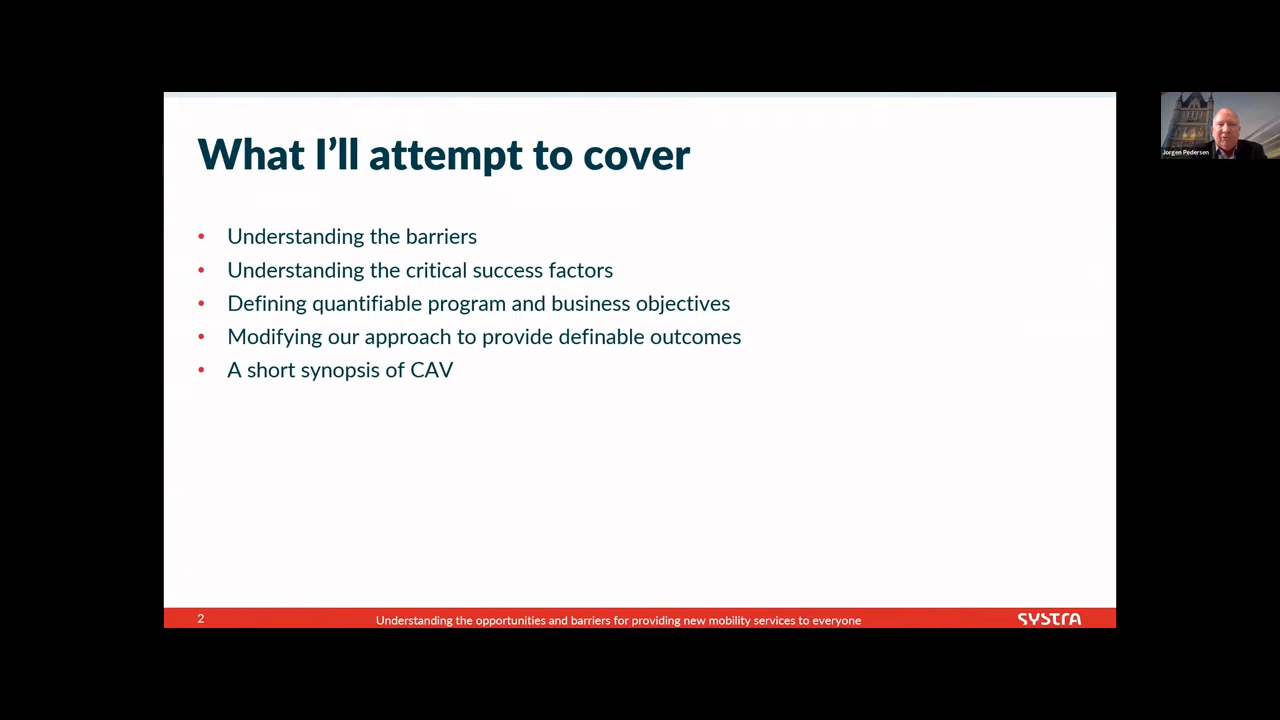 What I'll attempt to cover
• Understanding the barriers
• Understanding the critical success factors
• Defining quantifiable program and business objectives
• Modifying our approach to provide definable outcomes
• A short synopsis of CAV
2
Understanding the opportunities and barriers for providing new mobility services to everyone
SYSTRA
Jorgen Pedersen